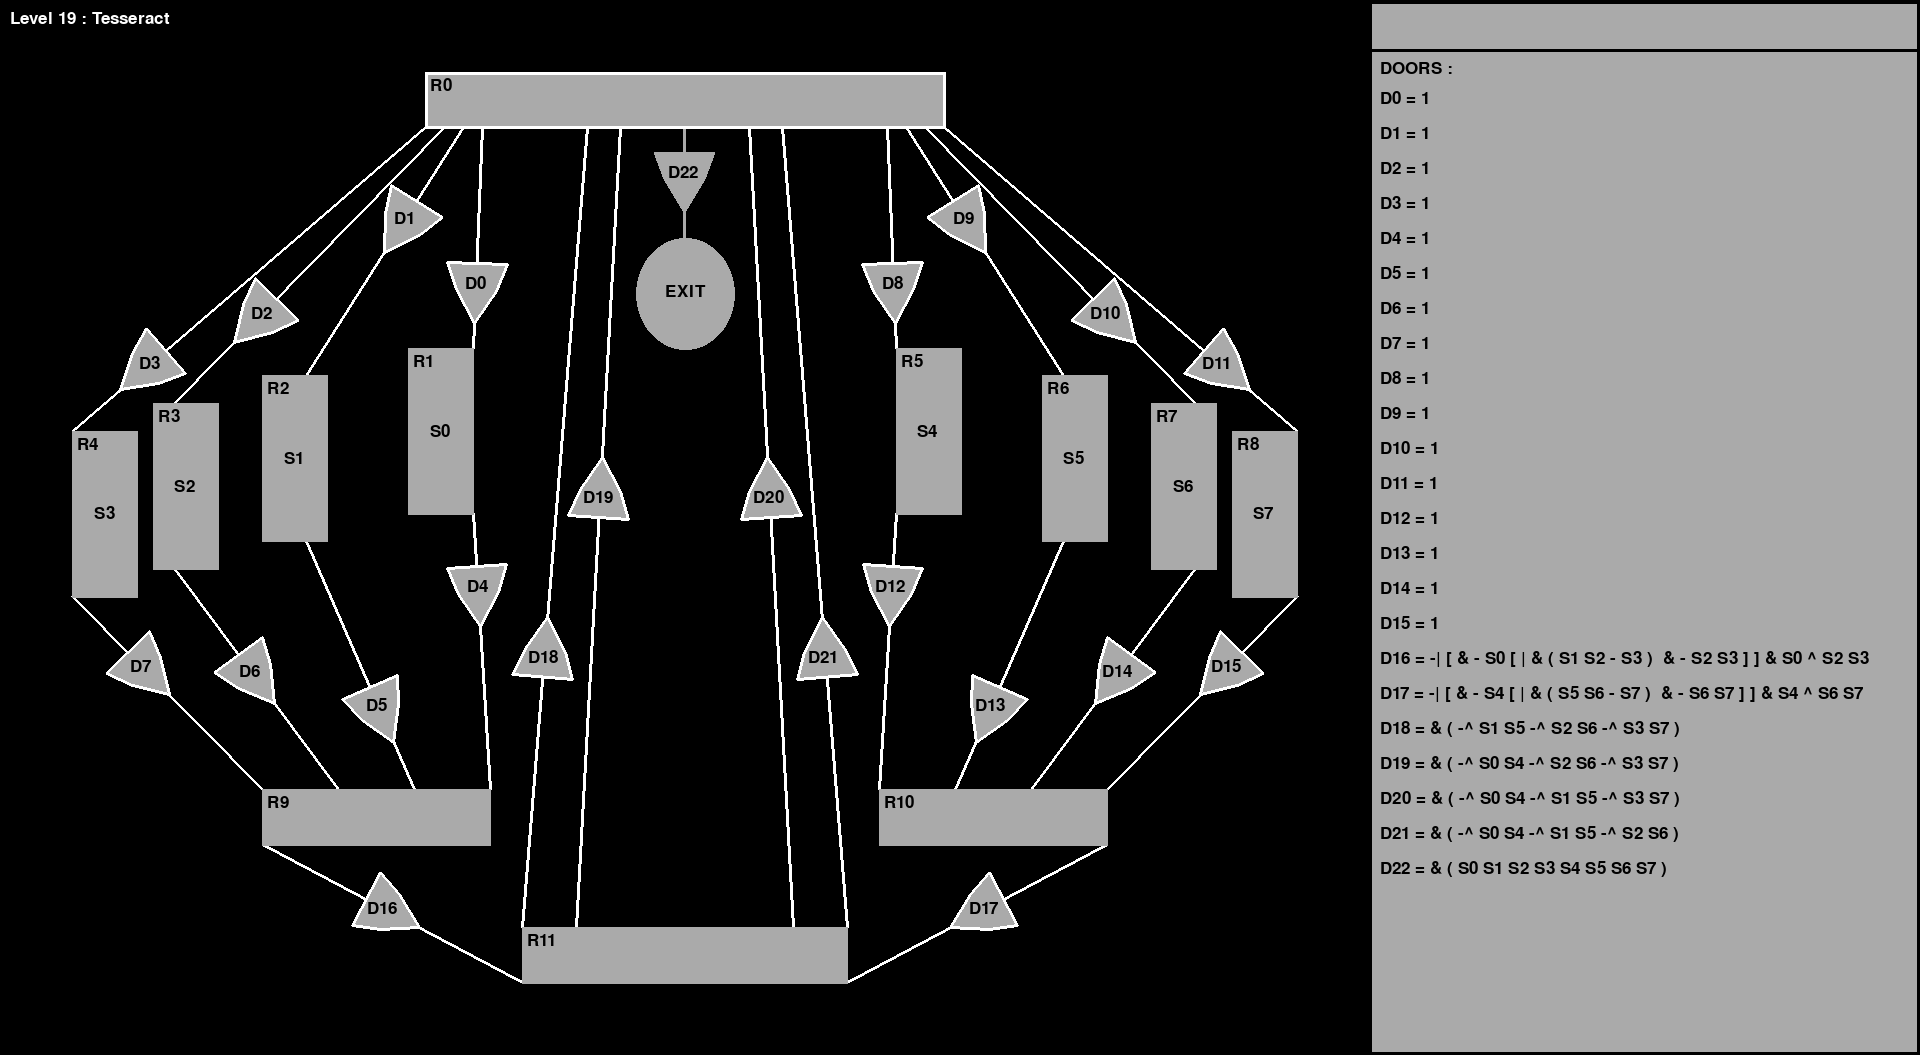 Level 19 : Tesseract
R0
D22
EXIT
D1
D9
D0
D8
D2
D10
D3
D11
R1
S0
R5
S4
R2
S1
R6
S5
R3
S2
R7
S6
R4
S3
R8
S7
D19
D20
D4
D12
D18
D21
D7
D6
D5
D13
D14
D15
R9
R10
D16
D17
R11
DOORS :
D0 = 1
D1 = 1
D2 = 1
D3 = 1
D4 = 1
D5 = 1
D6 = 1
D7 = 1
D8 = 1
D9 = 1
D10 = 1
D11 = 1
D12 = 1
D13 = 1
D14 = 1
D15 = 1
D16 = -| [ & - S0 [ | & ( S1 S2 - S3 ) & - S2 S3 ] ] & S0 ^ S2 S3
D17 = -| [ & - S4 [ | & ( S5 S6 - S7 ) & - S6 S7 ] ] & S4 ^ S6 S7
D18 = & ( -^ S1 S5 -^ S2 S6 -^ S3 S7 )
D19 = & ( -^ S0 S4 -^ S2 S6 -^ S3 S7 )
D20 = & ( -^ S0 S4 -^ S1 S5 -^ S3 S7 )
D21 = & ( -^ S0 S4 -^ S1 S5 -^ S2 S6 )
D22 = & ( S0 S1 S2 S3 S4 S5 S6 S7 )